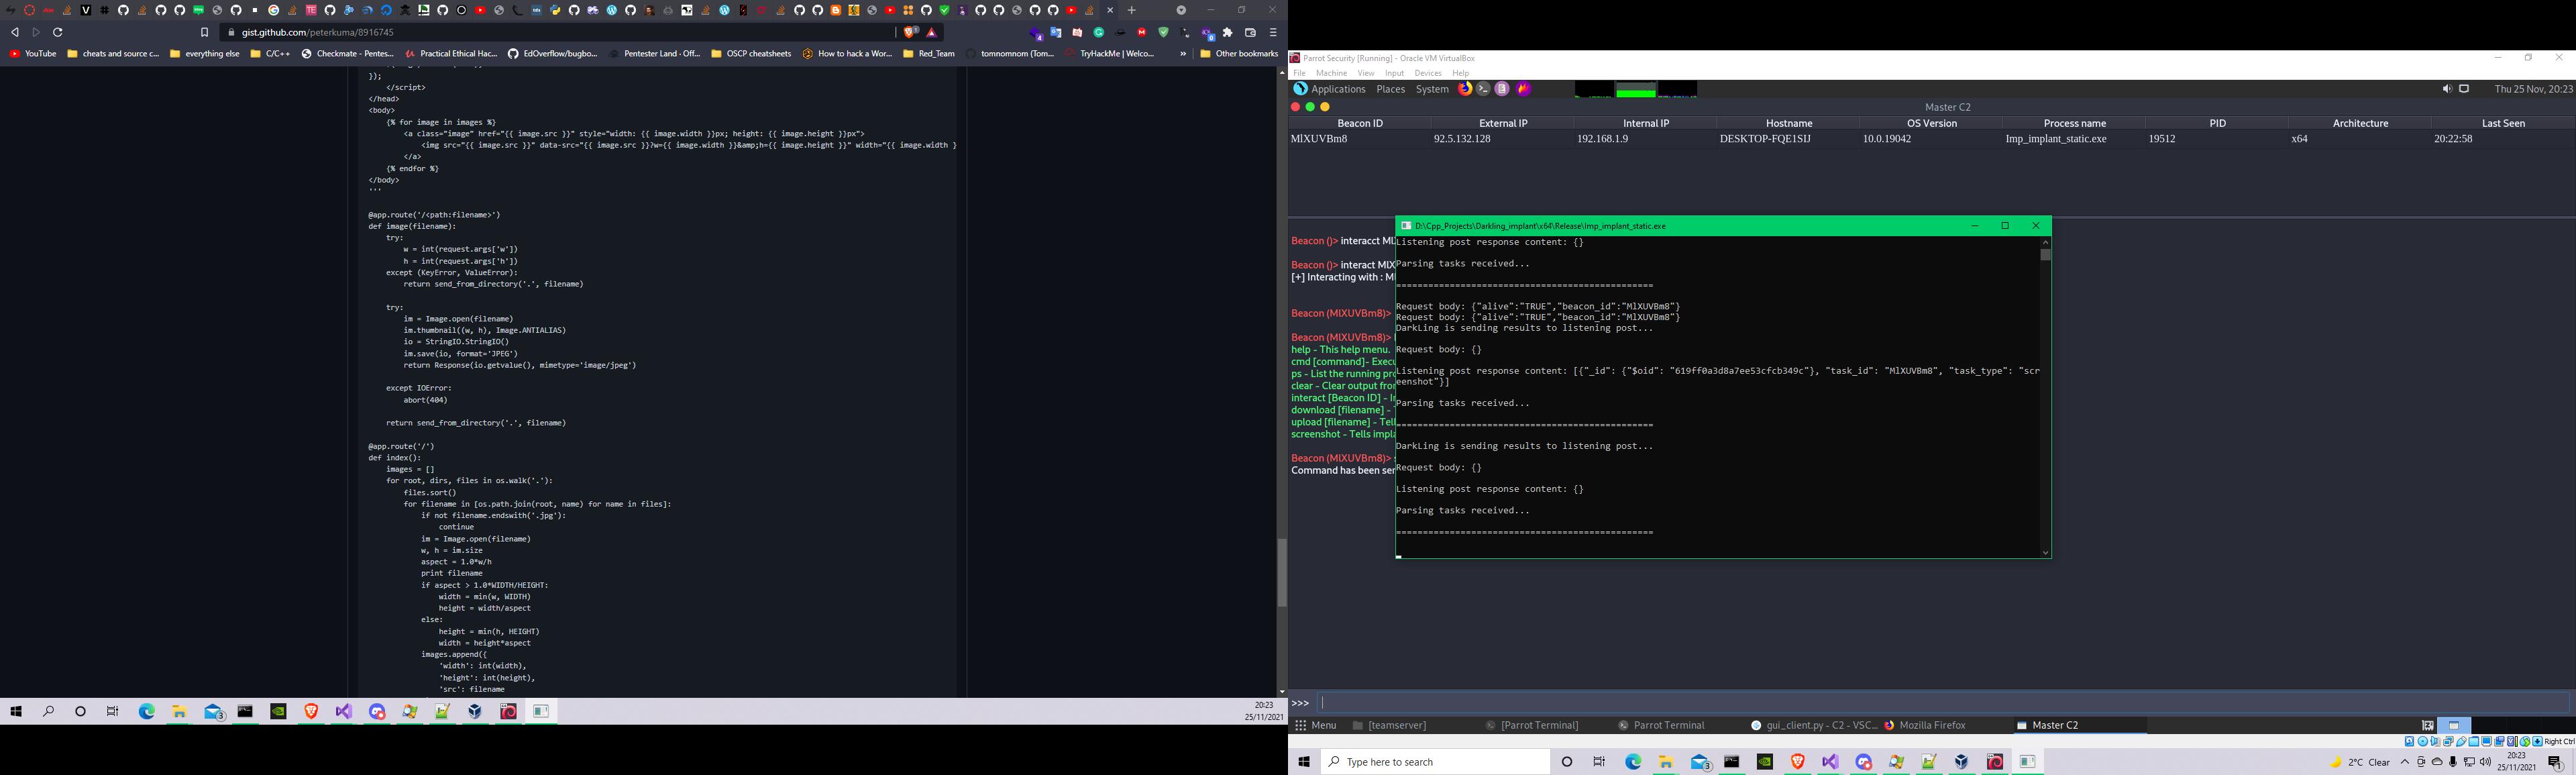 gist.github.com/peterkuma/8916745
YouTube
cheats and source c...
everything else
C/C++
Checkmate - Pentes...
Practical Ethical Hac...
EdOverflow/bugbo...
Pentester Land · Off...
OSCP cheatsheets
How to hack a Wor...
Red_Team
tomnomnom (Tom...
TryHackMe | Welco...
»
Other bookmarks
});
</script>
</head>
<body>
{% for image in images %}
<a class="image" href="{{ image.src }}" style="width: {{ image.width }}px; height: {{ image.height }}px">
<img src="{{ image.src }}" data-src="{{ image.src }}?w={{ image.width }}&amp;h={{ image.height }}" width="{{ image.width }
</a>
{% endfor %}
</body>
'''
@app.route('/<path:filename>')
def image(filename):
try:
w = int(request.args['w'])
h = int(request.args['h'])
except (KeyError, ValueError):
return send_from_directory('.', filename)
try:
im = Image.open(filename)
im.thumbnail((w, h), Image.ANTIALIAS)
io = StringIO.StringIO()
im.save(io, format='JPEG')
return Response(io.getvalue(), mimetype='image/jpeg')
except IOError:
abort(404)
return send_from_directory('.', filename)
@app.route('/')
def index():
images = []
for root, dirs, files in os.walk('.'):
files.sort()
for filename in [os.path.join(root, name) for name in files]:
if not filename.endswith('.jpg'):
continue
im = Image.open(filename)
w, h = im.size
aspect = 1.0*w/h
print filename
if aspect > 1.0*WIDTH/HEIGHT:
width = min(w, WIDTH)
height = width/aspect
else:
height = min(h, HEIGHT)
width = height*aspect
images.append({
'width': int(width),
'height': int(height),
'src': filename
20:23
25/11/2021
Parrot Security [Running] - Oracle VM VirtualBox
File Machine View Input Devices Help
Applications Places System
Thu 25 Nov, 20:23
Master C2
Beacon ID External IP Internal IP Hostname OS Version Process name PID Architecture Last Seen
MlXUVBm8 92.5.132.128 192.168.1.9 DESKTOP-FQE1SIJ 10.0.19042 Imp_implant_static.exe 19512 x64 20:22:58
Beacon ()> interacct Ml
Beacon ()> interact MlX
[+] Interacting with : M
Beacon (MlXUVBm8)>
Beacon (MlXUVBm8)>
help - This help menu.
cmd [command]- Execu
ps - List the running pro
clear - Clear output from
interact [Beacon ID] - I
download [filename] -
upload [filename] - Tell
screenshot - Tells impla
Beacon (MlXUVBm8)> s
Command has been sen
D:\Cpp_Projects\Darkling_implant\x64\Release\Imp_implant_static.exe
Listening post response content: {}
Parsing tasks received...
================================================
Request body: {"alive":"TRUE","beacon_id":"MlXUVBm8"}
Request body: {"alive":"TRUE","beacon_id":"MlXUVBm8"}
DarkLing is sending results to listening post...
Request body: {}
Listening post response content: [{"_id": {"$oid": "619ff0a3d8a7ee53cfcb349c"}, "task_id": "MlXUVBm8", "task_type": "scr
eenshot"}]
Parsing tasks received...
================================================
DarkLing is sending results to listening post...
Request body: {}
Listening post response content: {}
Parsing tasks received...
================================================
>>>
Menu
[teamserver]
[Parrot Terminal]
Parrot Terminal
gui_client.py - C2 - VSC...
Mozilla Firefox
Master C2
Right Ctrl
Type here to search
2°C Clear
20:23
25/11/2021